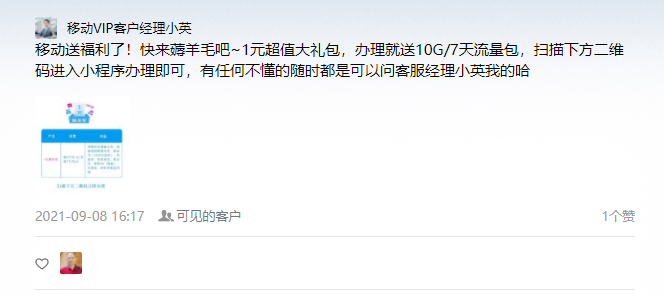 移动VIP客户经理小英
移动送福利了！快来薅羊毛吧~1元超值大礼包，办理就送10G/7天流量包，扫描下方二维
码进入小程序办理即可，有任何不懂的随时都是可以问客服经理小英我的哈
2021-09-08 16:17 可见的客户 1个赞